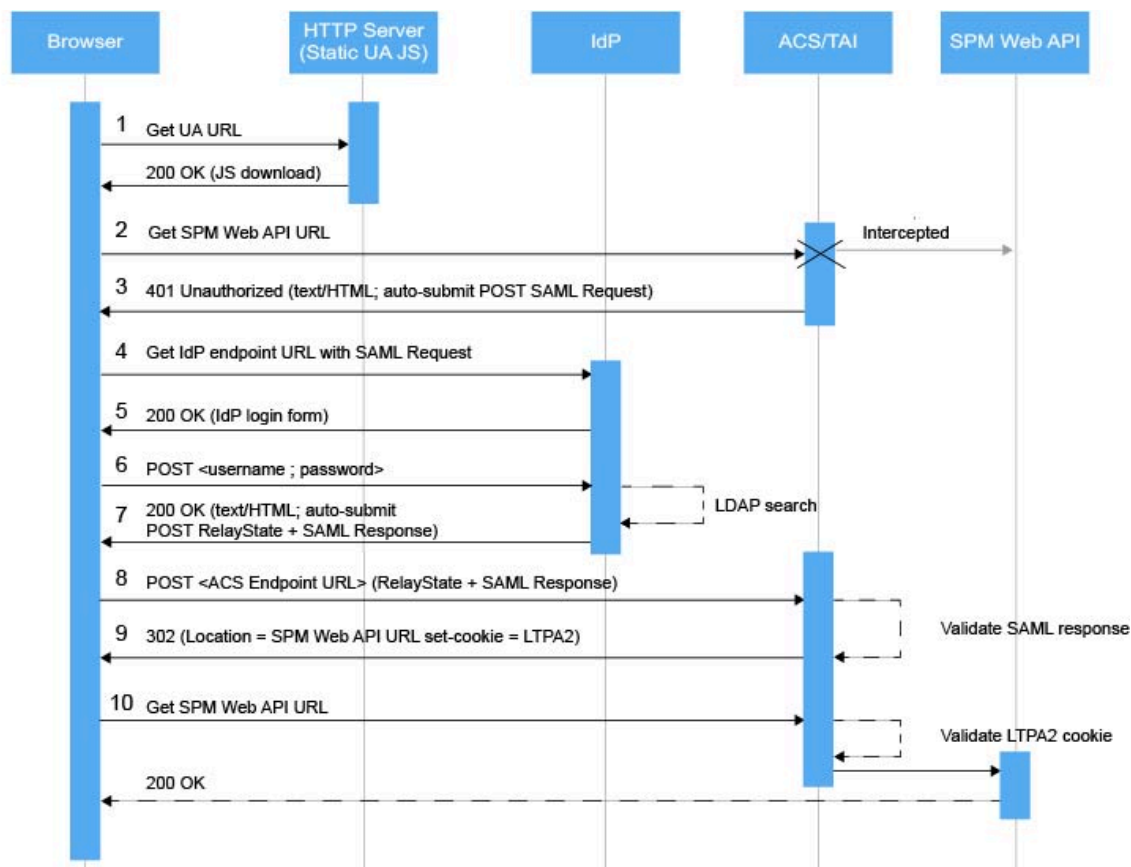 Browser
HTTP Server
(Static UA JS)
IdP
ACS/TAI
SPM Web API
1 Get UA URL
200 OK (JS download)
2 Get SPM Web API URL
Intercepted
3 401 Unauthorized (text/HTML; auto-submit POST SAML Request)
4 Get IdP endpoint URL with SAML Request
5 200 OK (IdP login form)
6 POST <username ; password>
LDAP search
7 200 OK (text/HTML; auto-submit
POST RelayState + SAML Response)
8 POST <ACS Endpoint URL> (RelayState + SAML Response)
Validate SAML response
9 302 (Location = SPM Web API URL set-cookie = LTPA2)
10 Get SPM Web API URL
Validate LTPA2 cookie
200 OK